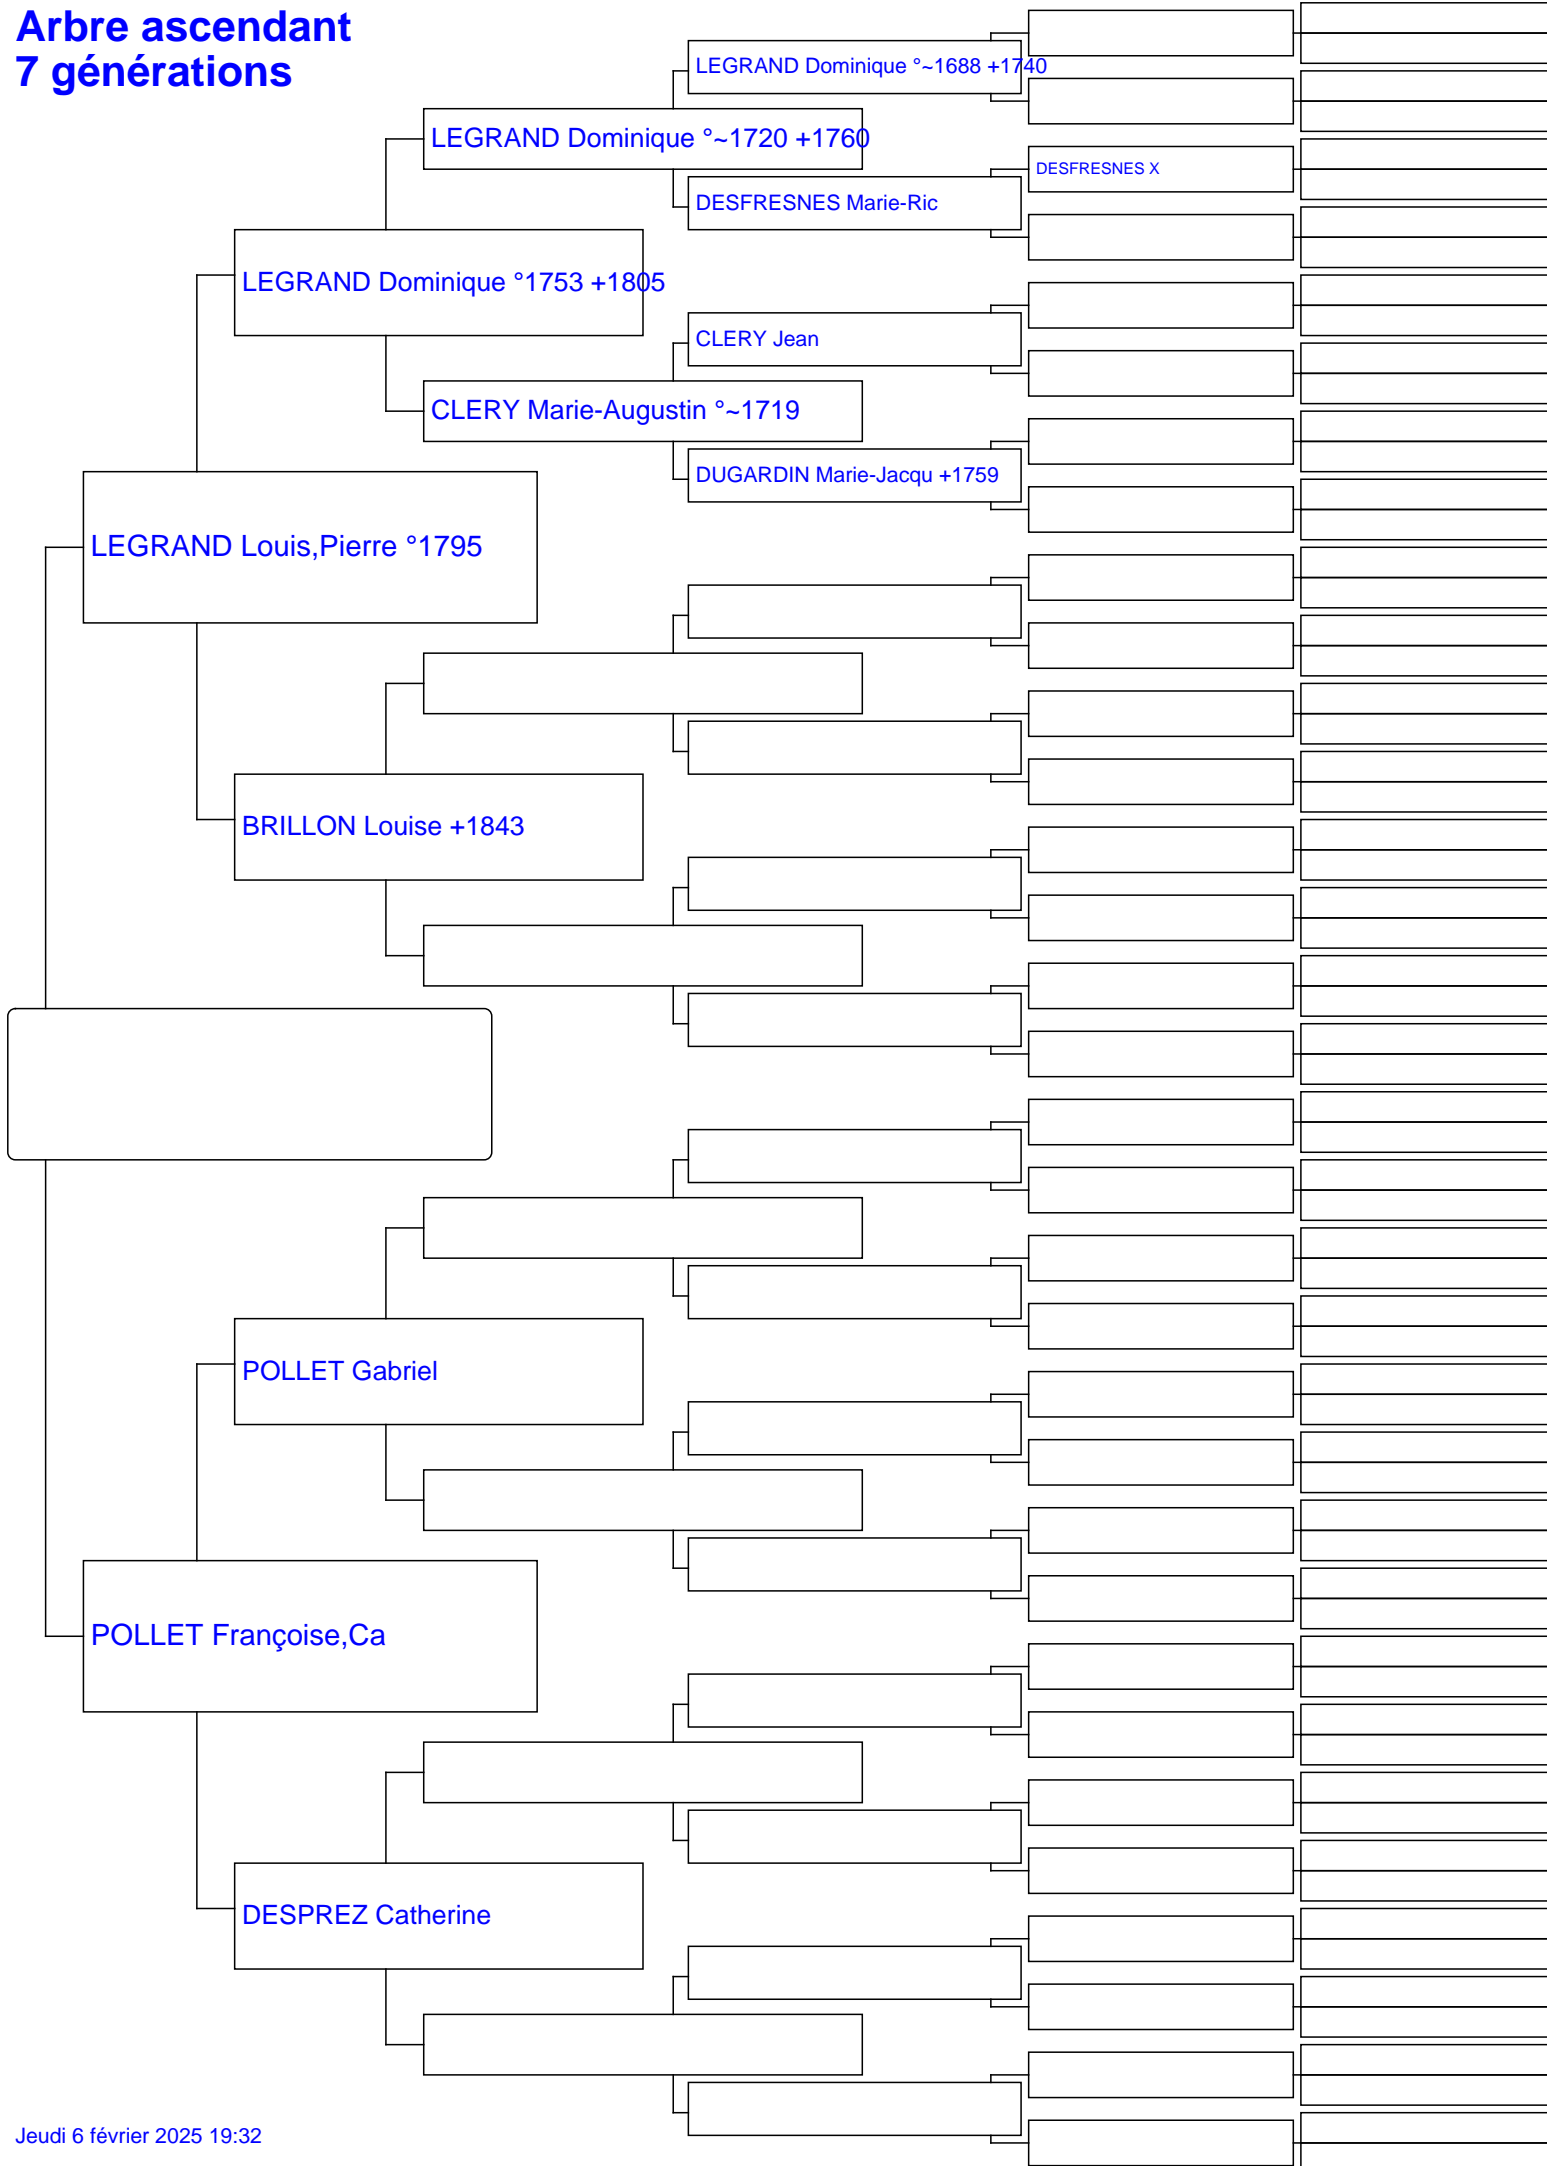 Arbre ascendant
7 générations
LEGRAND Dominique °~1688 +1740
LEGRAND Dominique °~1720 +1760
DESFRESNES X
DESFRESNES Marie-Ric
LEGRAND Dominique °1753 +1805
CLERY Jean
CLERY Marie-Augustin °~1719
DUGARDIN Marie-Jacqu +1759
LEGRAND Louis,Pierre °1795
BRILLON Louise +1843
POLLET Gabriel
POLLET Françoise,Ca
DESPREZ Catherine
Jeudi 6 février 2025 19:32